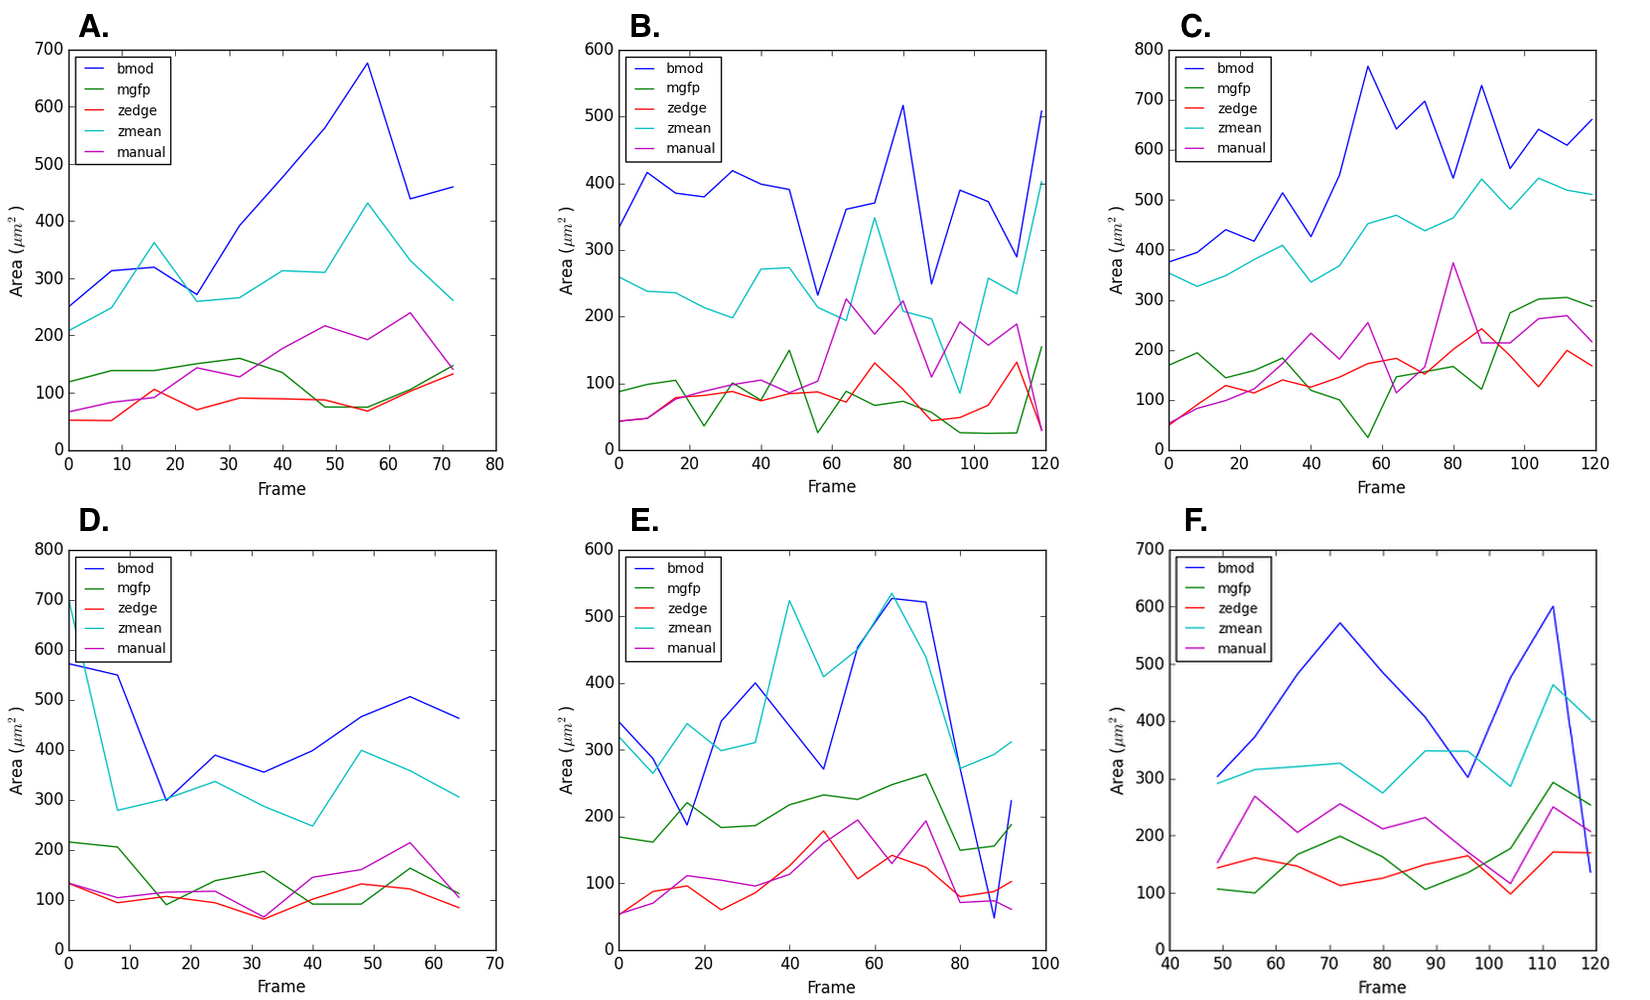 A.
700
600
500
400
300
200
100
0
bmod
mgfp
zedge
zmean
manual
Area (μm² )
0 10 20 30 40 50 60 70 80
Frame
B.
600
500
400
300
200
100
0
bmod
mgfp
zedge
zmean
manual
Area (μm² )
0 20 40 60 80 100 120
Frame
C.
800
700
600
500
400
300
200
100
0
bmod
mgfp
zedge
zmean
manual
Area (μm² )
0 20 40 60 80 100 120
Frame
D.
800
700
600
500
400
300
200
100
0
bmod
mgfp
zedge
zmean
manual
Area (μm² )
0 10 20 30 40 50 60 70
Frame
E.
600
500
400
300
200
100
0
bmod
mgfp
zedge
zmean
manual
Area (μm² )
0 20 40 60 80 100
Frame
F.
700
600
500
400
300
200
100
0
bmod
mgfp
zedge
zmean
manual
Area (μm² )
40 50 60 70 80 90 100 110 120
Frame